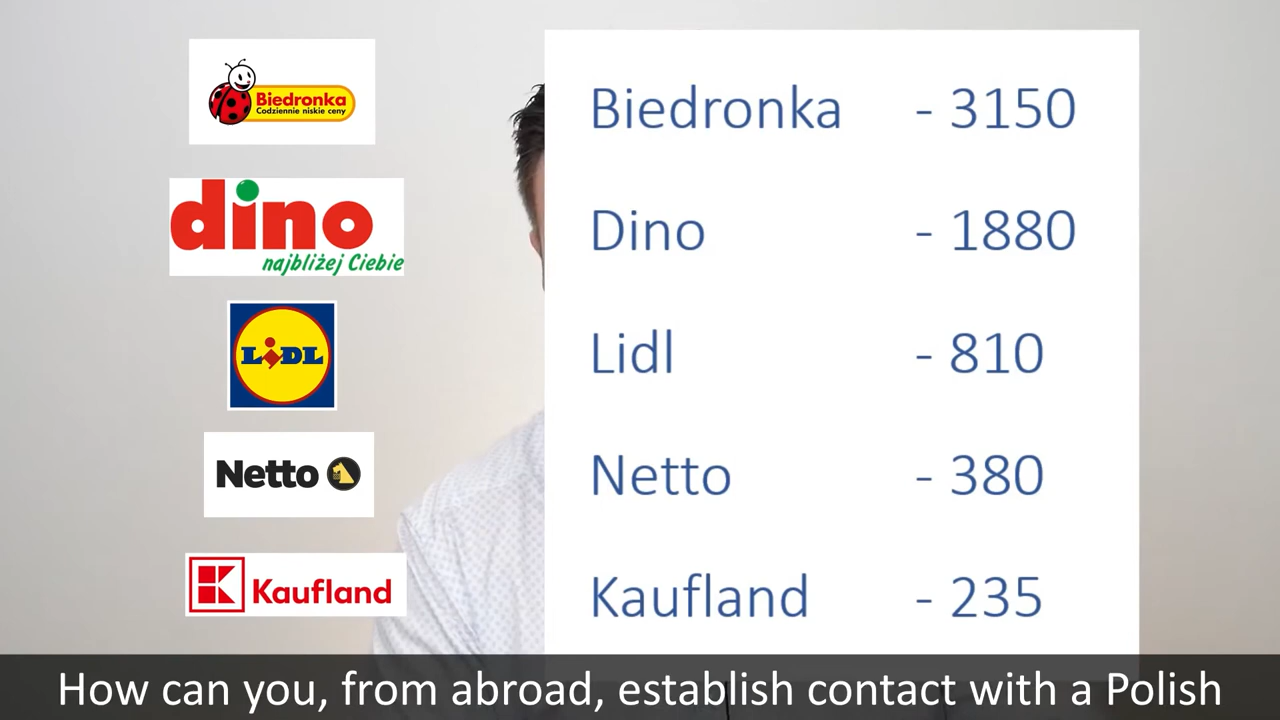 Biedronka
Codziennie niskie ceny
dino
najbliżej Ciebie
LIDL
Netto
Kaufland
Biedronka - 3150
Dino - 1880
Lidl - 810
Netto - 380
Kaufland - 235
How can you, from abroad, establish contact with a Polish